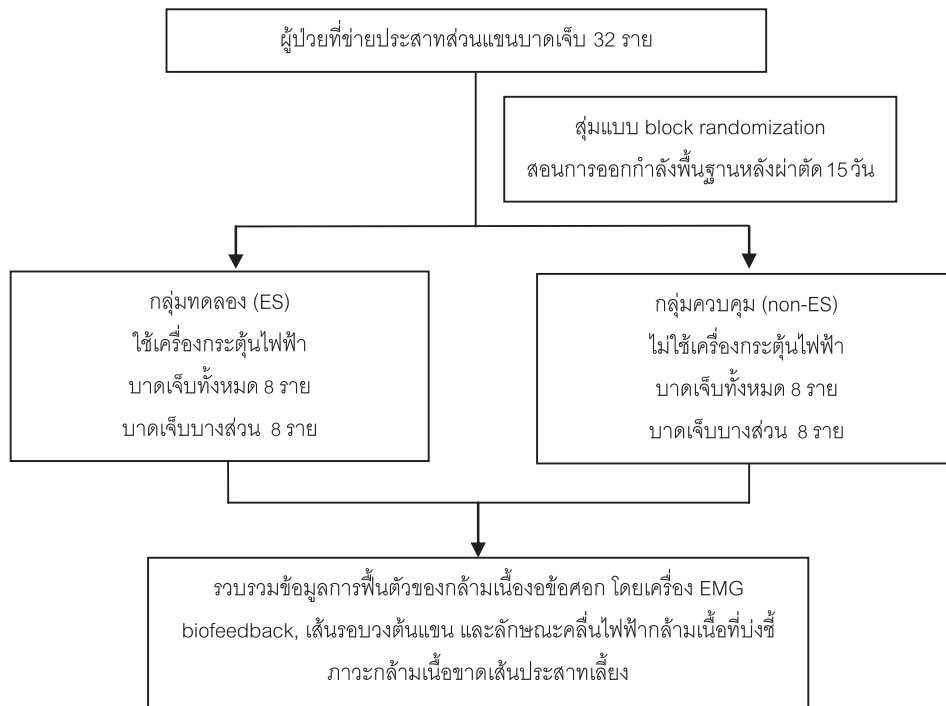 ผู้ป่วยที่ข่ายประสาทส่วนแขนบาดเจ็บ 32 ราย
สุ่มแบบ block randomization
สอนการออกกำลังพื้นฐานหลังผ่าตัด 15 วัน
กลุ่มทดลอง (ES)
ใช้เครื่องกระตุ้นไฟฟ้า
บาดเจ็บทั้งหมด 8 ราย
บาดเจ็บบางส่วน 8 ราย
กลุ่มควบคุม (non-ES)
ไม่ใช้เครื่องกระตุ้นไฟฟ้า
บาดเจ็บทั้งหมด 8 ราย
บาดเจ็บบางส่วน 8 ราย
รวบรวมข้อมูลการฟื้นตัวของกล้ามเนื้องอข้อศอก โดยเครื่อง EMG
biofeedback, เส้นรอบวงต้นแขน และลักษณะคลื่นไฟฟ้ากล้ามเนื้อที่บ่งชี้
ภาวะกล้ามเนื้อขาดเส้นประสาทเลี้ยง